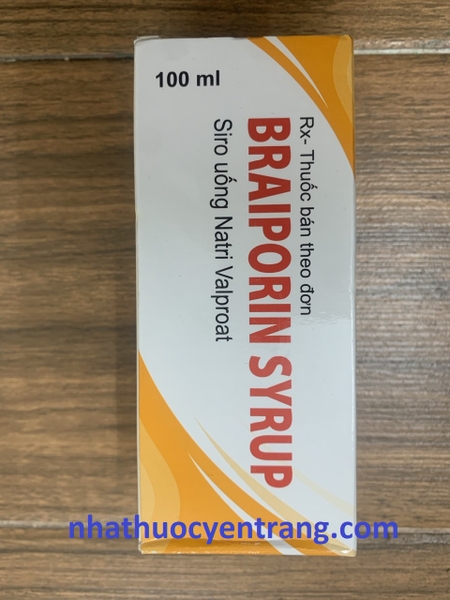 100 ml
Rx- Thuốc bán theo đơn
BRAIPORIN SYRUP
Siro uống Natri Valproat
nhathuocyentrang.com